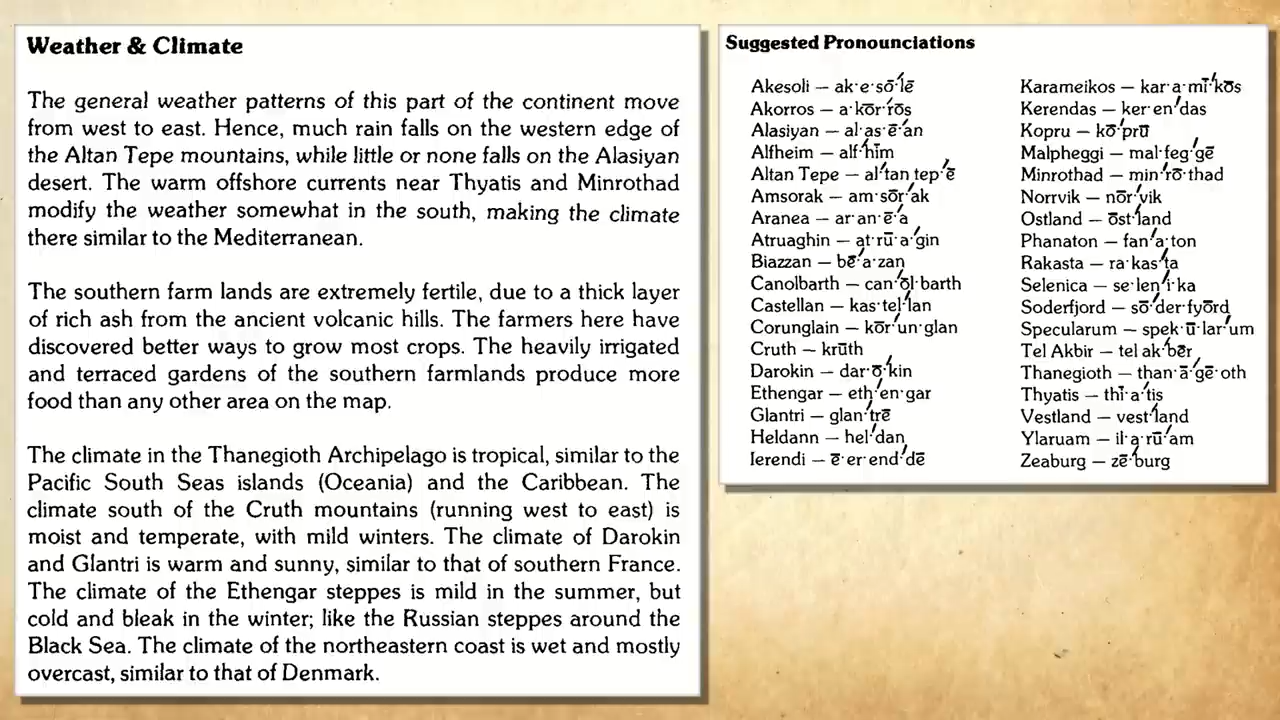 Weather & Climate
The general weather patterns of this part of the continent move
from west to east. Hence, much rain falls on the western edge of
the Altan Tepe mountains, while little or none falls on the Alasiyan
desert. The warm offshore currents near Thyatis and Minrothad
modify the weather somewhat in the south, making the climate
there similar to the Mediterranean.
The southern farm lands are extremely fertile, due to a thick layer
of rich ash from the ancient volcanic hills. The farmers here have
discovered better ways to grow most crops. The heavily irrigated
and terraced gardens of the southern farmlands produce more
food than any other area on the map.
The climate in the Thanegioth Archipelago is tropical, similar to the
Pacific South Seas islands (Oceania) and the Caribbean. The
climate south of the Cruth mountains (running west to east) is
moist and temperate, with mild winters. The climate of Darokin
and Glantri is warm and sunny, similar to that of southern France.
The climate of the Ethengar steppes is mild in the summer, but
cold and bleak in the winter; like the Russian steppes around the
Black Sea. The climate of the northeastern coast is wet and mostly
overcast, similar to that of Denmark.
Suggested Pronounciations
Akesoli — ak·e·sō′lē
Akorros — a·kōr′rōs
Alasiyan — al·as·ē′an
Alfheim — alf′hīm
Altan Tepe — al′tan tep′ē
Amsorak — am·sōr′ak
Aranea — ar·an·ē′a
Atruaghin — at·rū·a′gin
Biazzan — bē′a·zan
Canolbarth — can′ōl·barth
Castellan — kas·tel′lan
Corunglain — kōr′un·glan
Cruth — krūth
Darokin — dar·ō′kin
Ethengar — eth′en·gar
Glantri — glan′trē
Heldann — hel′dan
Ierendi — ē·er·end′dē
Karameikos — kar·a·mī′kōs
Kerendas — ker·en′das
Kopru — kō′prū
Malpheggi — mal·feg′gē
Minrothad — min′rō·thad
Norrvik — nōr′vik
Ostland — ōst′land
Phanaton — fan′a·ton
Rakasta — ra·kas′ta
Selenica — se·len′i·ka
Soderfjord — sō′der·fyōrd
Specularum — spek·ū·lar′um
Tel Akbir — tel ak′bēr
Thanegioth — than·ā′gē·oth
Thyatis — thī·a′tis
Vestland — vest′land
Ylaruam — il·a·rū′am
Zeaburg — zē′burg